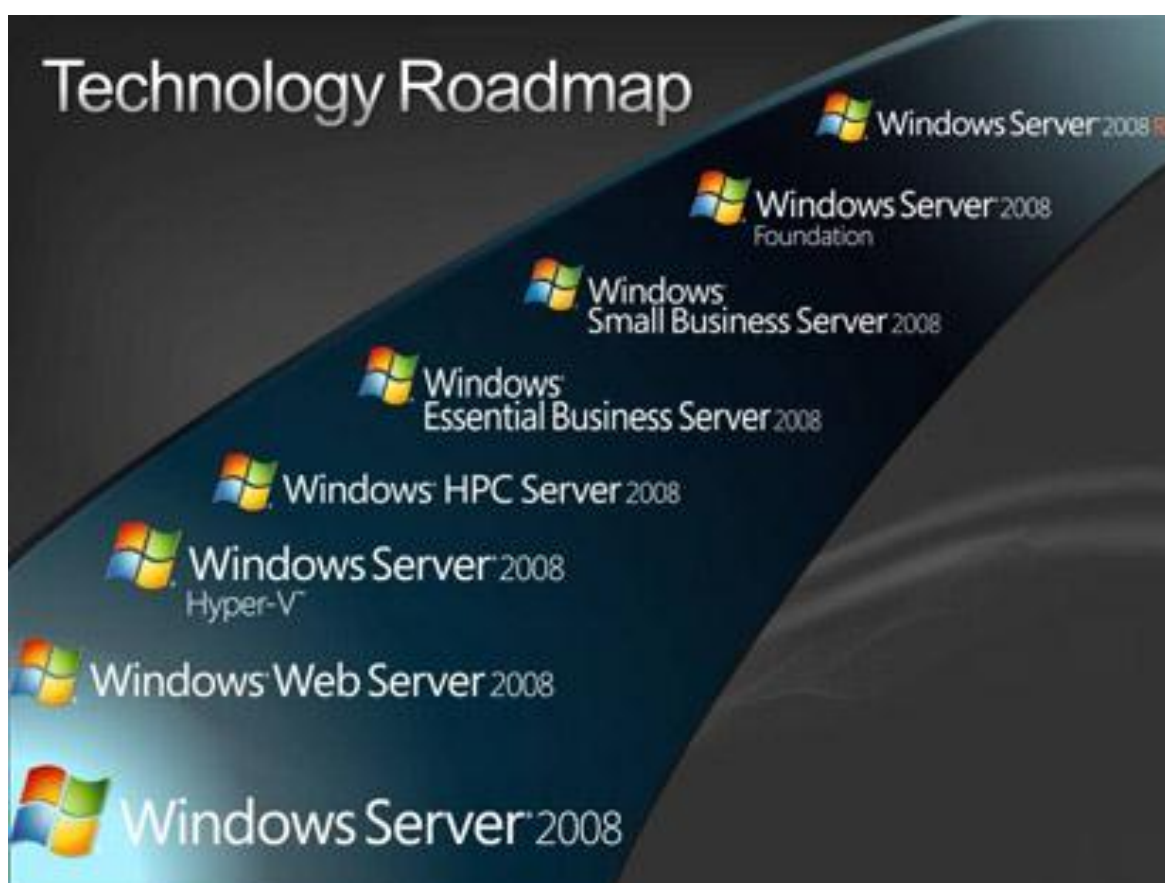 Technology Roadmap
Windows Server 2008 R
Windows Server 2008
Foundation
Windows
Small Business Server 2008
Windows
Essential Business Server 2008
Windows HPC Server 2008
Windows Server 2008
Hyper-V™
Windows Web Server 2008
Windows Server 2008